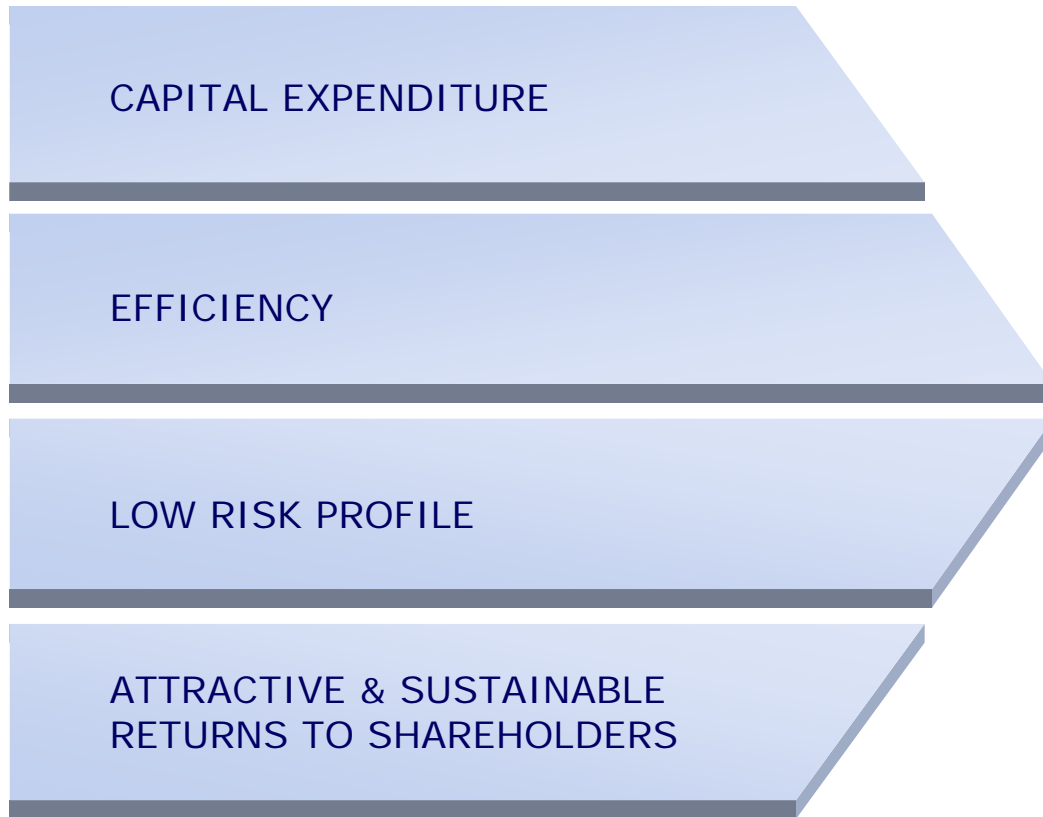 CAPITAL EXPENDITURE
EFFICIENCY
LOW RISK PROFILE
ATTRACTIVE & SUSTAINABLE
RETURNS TO SHAREHOLDERS